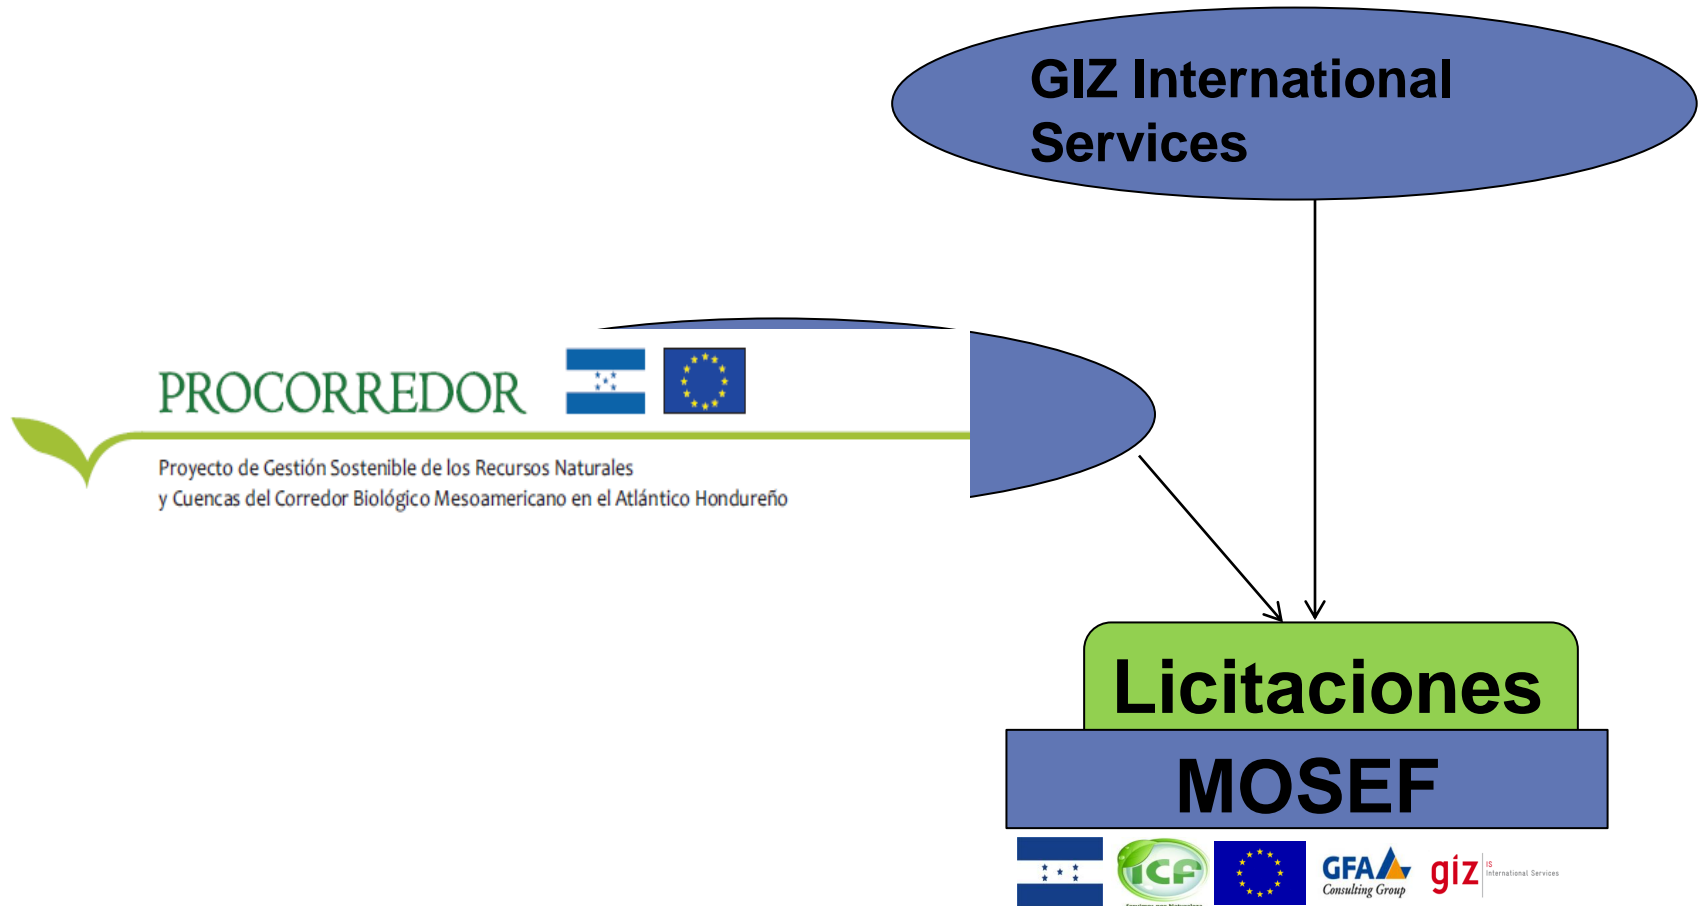 GIZ International
Services
PROCORREDOR
Proyecto de Gestión Sostenible de los Recursos Naturales
y Cuencas del Corredor Biológico Mesoamericano en el Atlántico Hondureño
Licitaciones
MOSEF
ICF
GFA
Consulting Group
giz IS
International Services